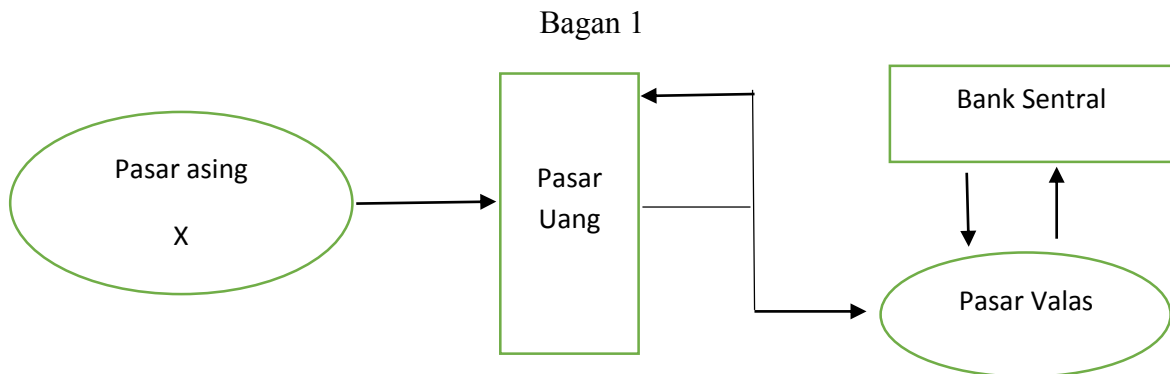 Bagan 1
Pasar asing
X
Pasar
Uang
Bank Sentral
Pasar Valas